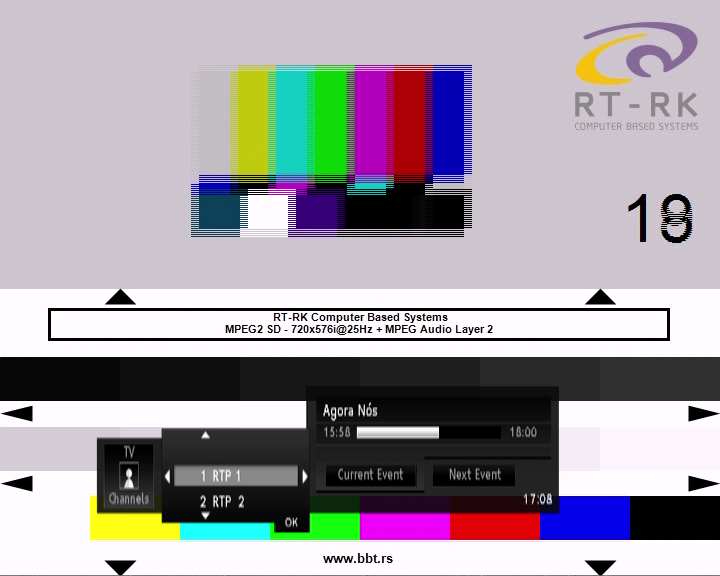 RT-RK
COMPUTER BASED SYSTEMS
18
RT-RK Computer Based Systems
MPEG2 SD - 720x576i@25Hz + MPEG Audio Layer 2
Agora Nós
15:58 18:00
TV
Channels
1 RTP 1
2 RTP 2
OK
Current Event Next Event
17:08
www.bbt.rs